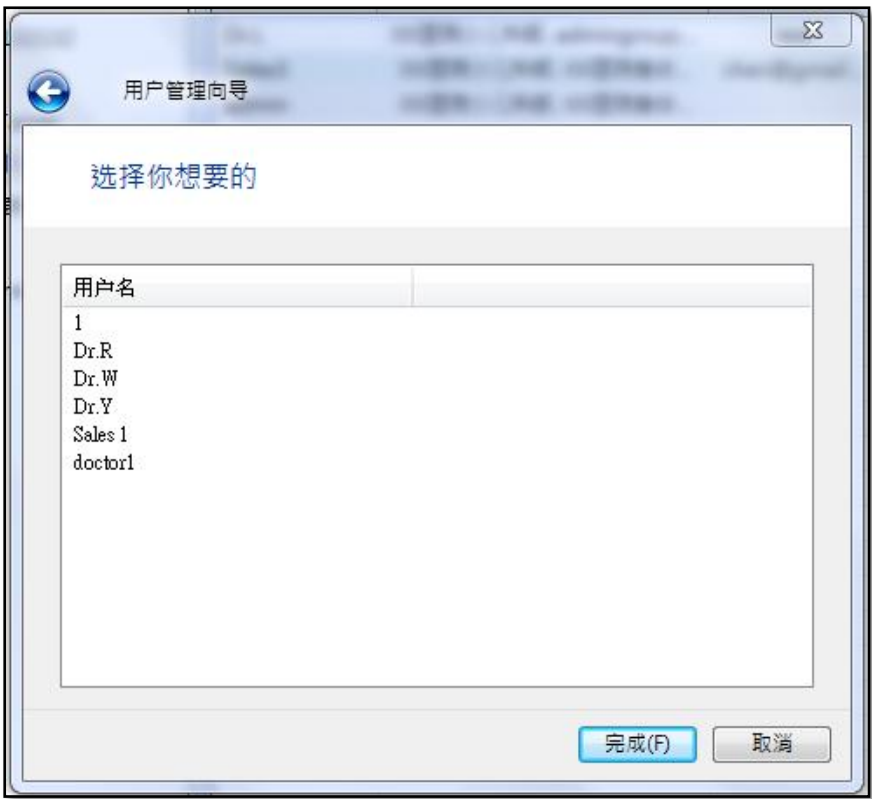 用户管理向导
选择你想要的
用户名
1
Dr.R
Dr.W
Dr.Y
Sales 1
doctor1
完成(F)
取消